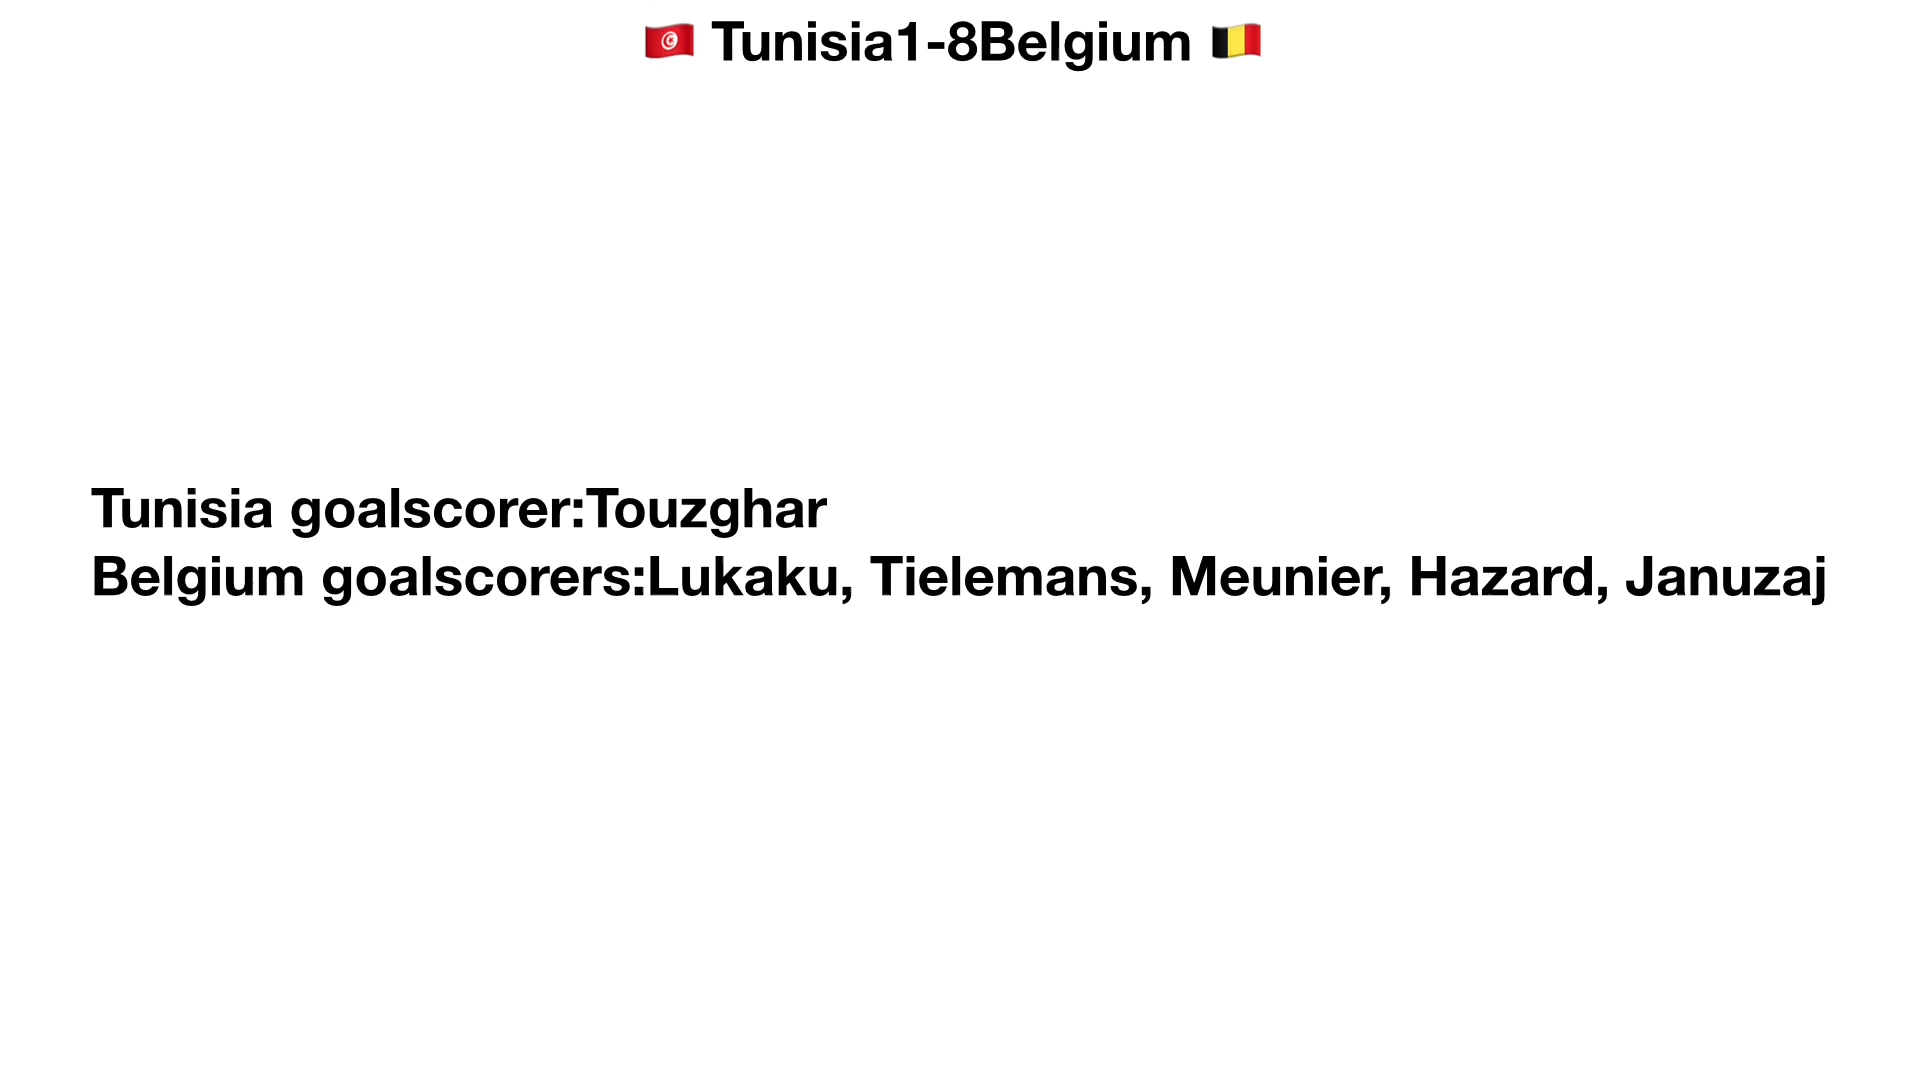 🇹🇳 Tunisia1-8Belgium 🇧🇪
Tunisia goalscorer:Touzghar
Belgium goalscorers:Lukaku, Tielemans, Meunier, Hazard, Januzaj